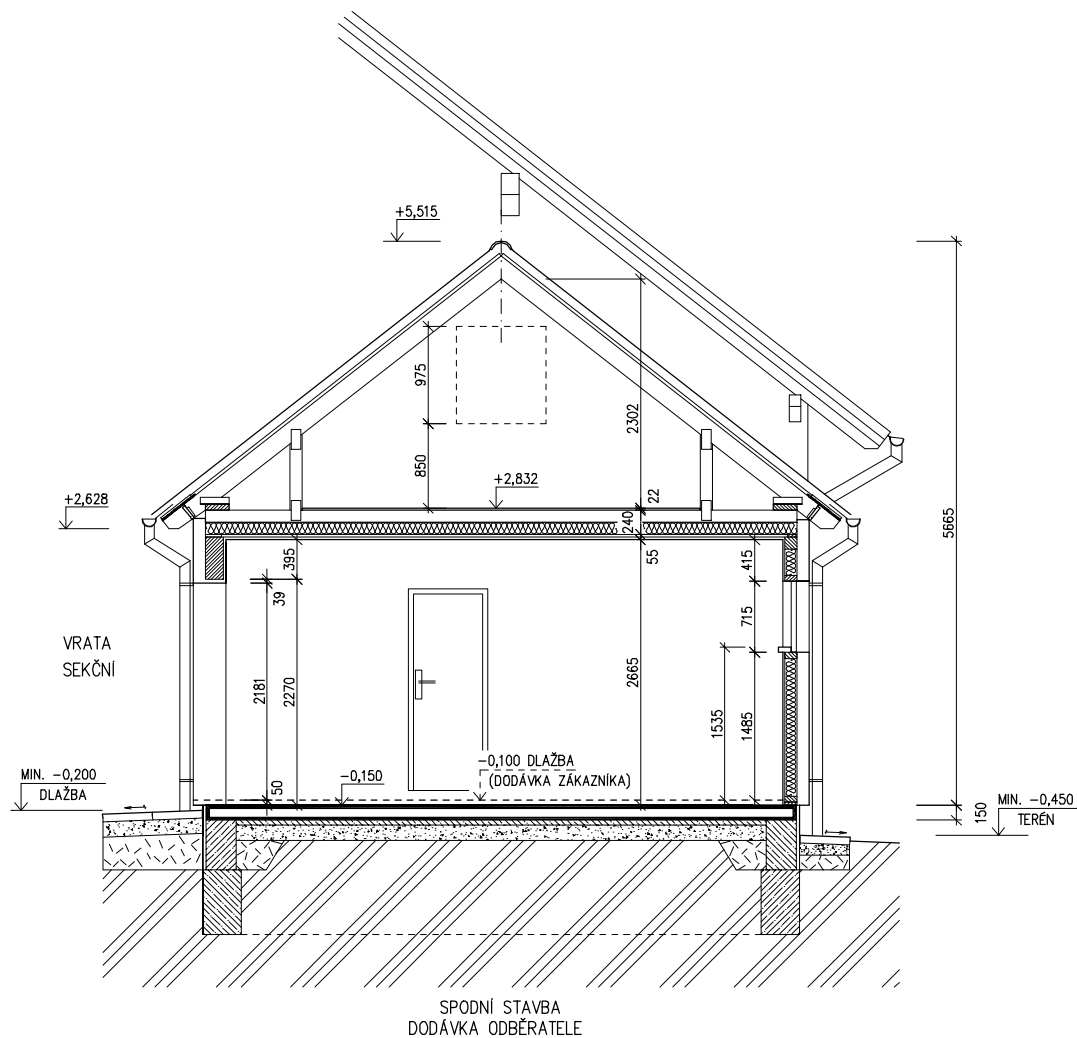 +5,515
975
2302
850
+2,832
22
+2,628
240
5665
395
55
415
39
715
VRATA
SEKČNÍ
2181
2270
2665
1535
1485
-0,100 DLAŽBA
(DODÁVKA ZÁKAZNÍKA)
MIN. -0,200
DLAŽBA
50
-0,150
150
MIN. -0,450
TERÉN
SPODNÍ STAVBA
DODÁVKA ODBĚRATELE